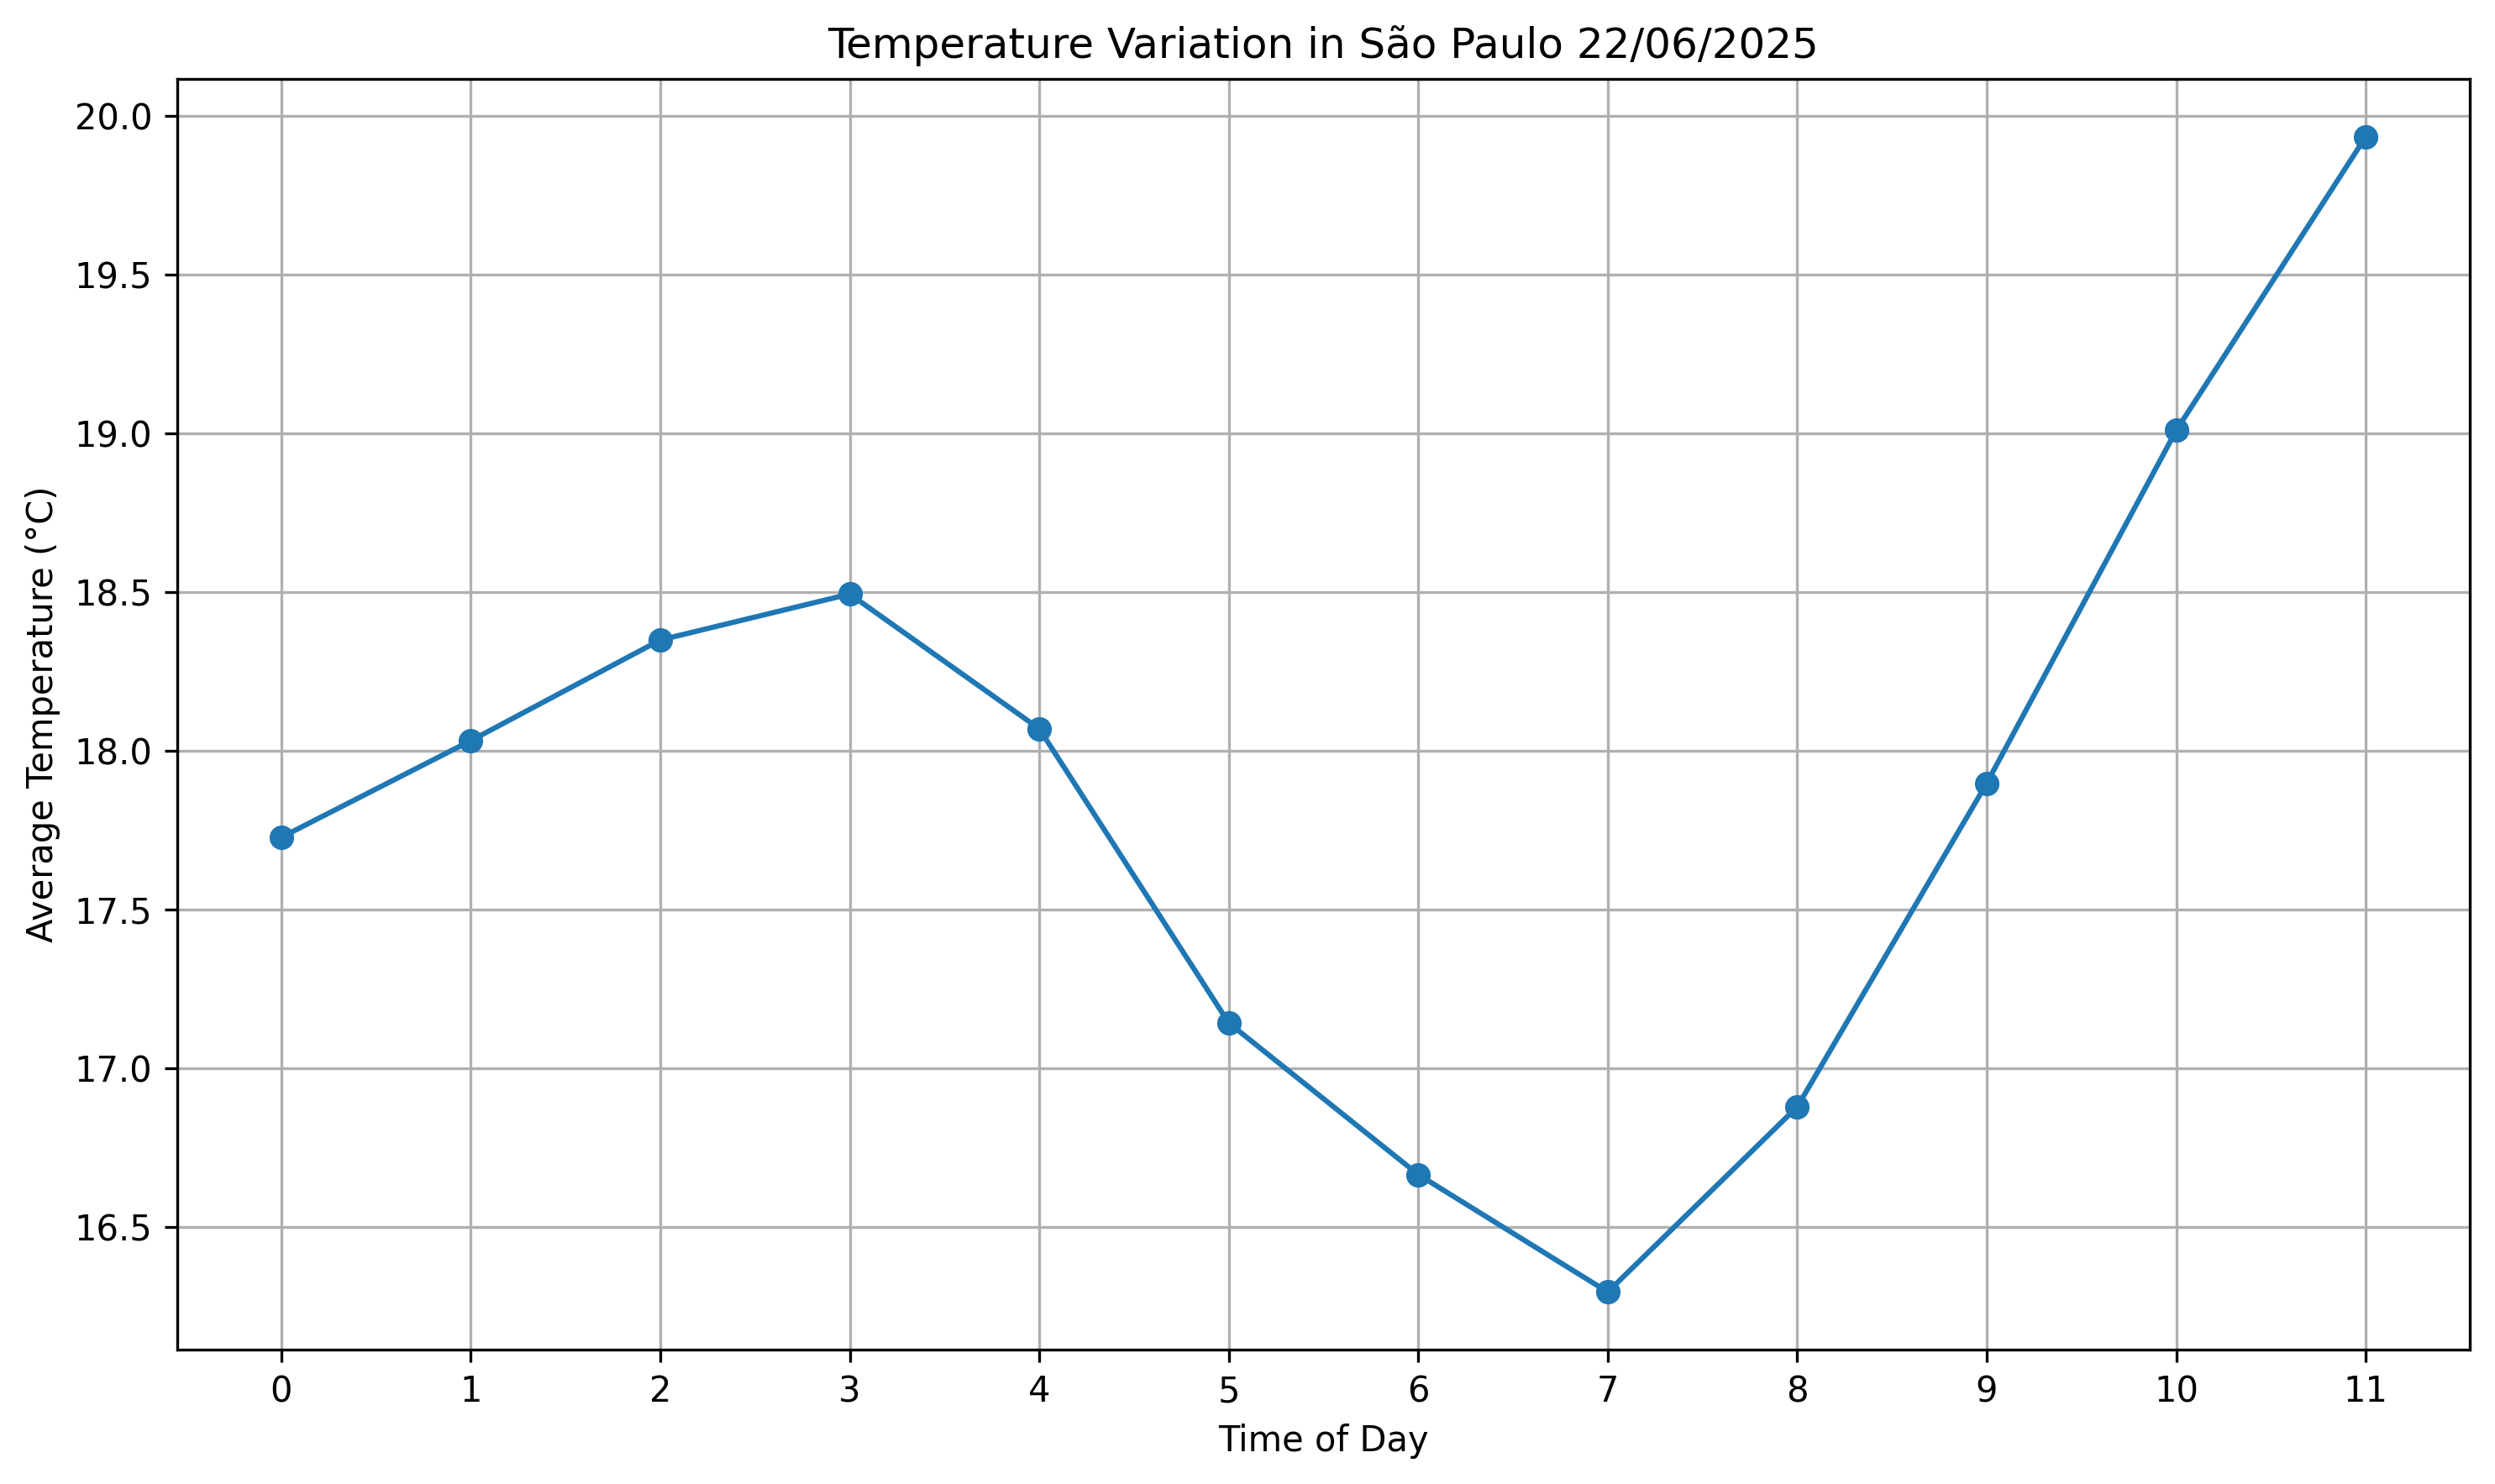 Temperature Variation in São Paulo 22/06/2025
20.0
19.5
19.0
18.5
18.0
17.5
17.0
16.5
Average Temperature (°C)
0 1 2 3 4 5 6 7 8 9 10 11
Time of Day